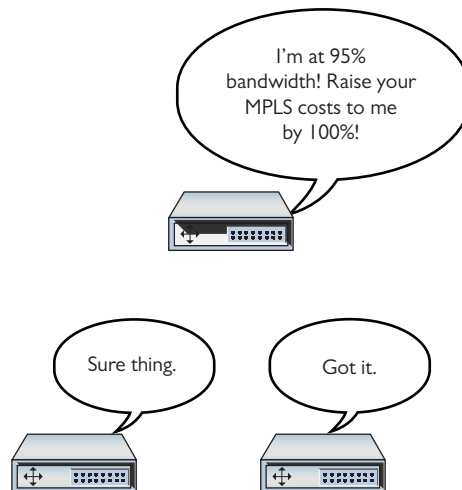 I’m at 95%
bandwidth! Raise your
MPLS costs to me
by 100%!
Sure thing.
Got it.